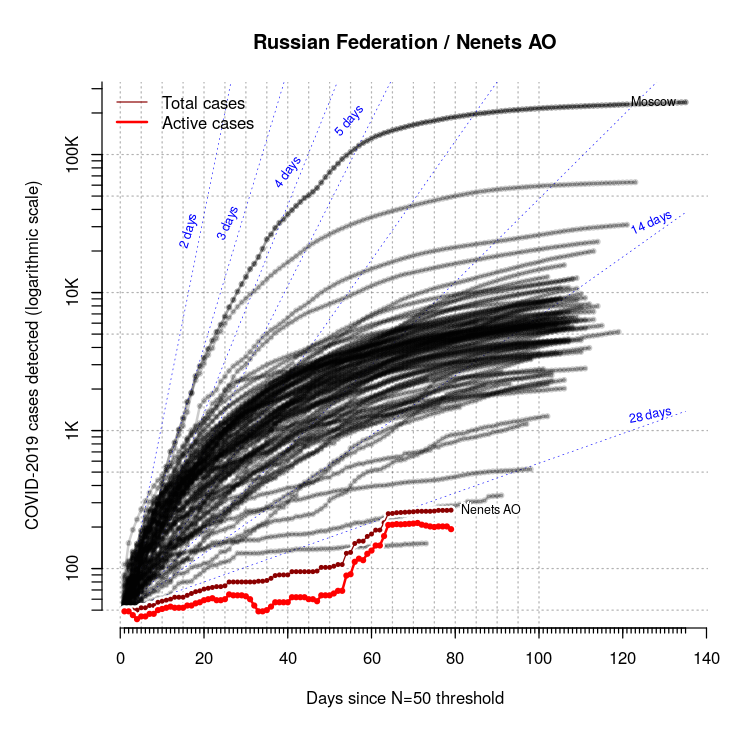 Russian Federation / Nenets AO
Total cases
Active cases
Moscow
2 days
3 days
4 days
5 days
14 days
28 days
Nenets AO
COVID-2019 cases detected (logarithmic scale)
100K
10K
1K
100
0 20 40 60 80 100 120 140
Days since N=50 threshold